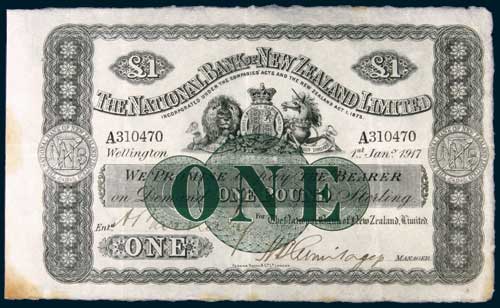 £1 £1
THE NATIONAL BANK OF NEW ZEALAND LIMITED
INCORPORATED UNDER THE COMPANIES' ACTS AND THE NEW ZEALAND ACT 1, 1873.
A310470 A310470
Wellington 1st Jany. 1917
WE PROMISE to pay THE BEARER
on Demand ONE POUND Sterling
ONE
For The National Bank of New Zealand, Limited.
Entd.
ONE MANAGER